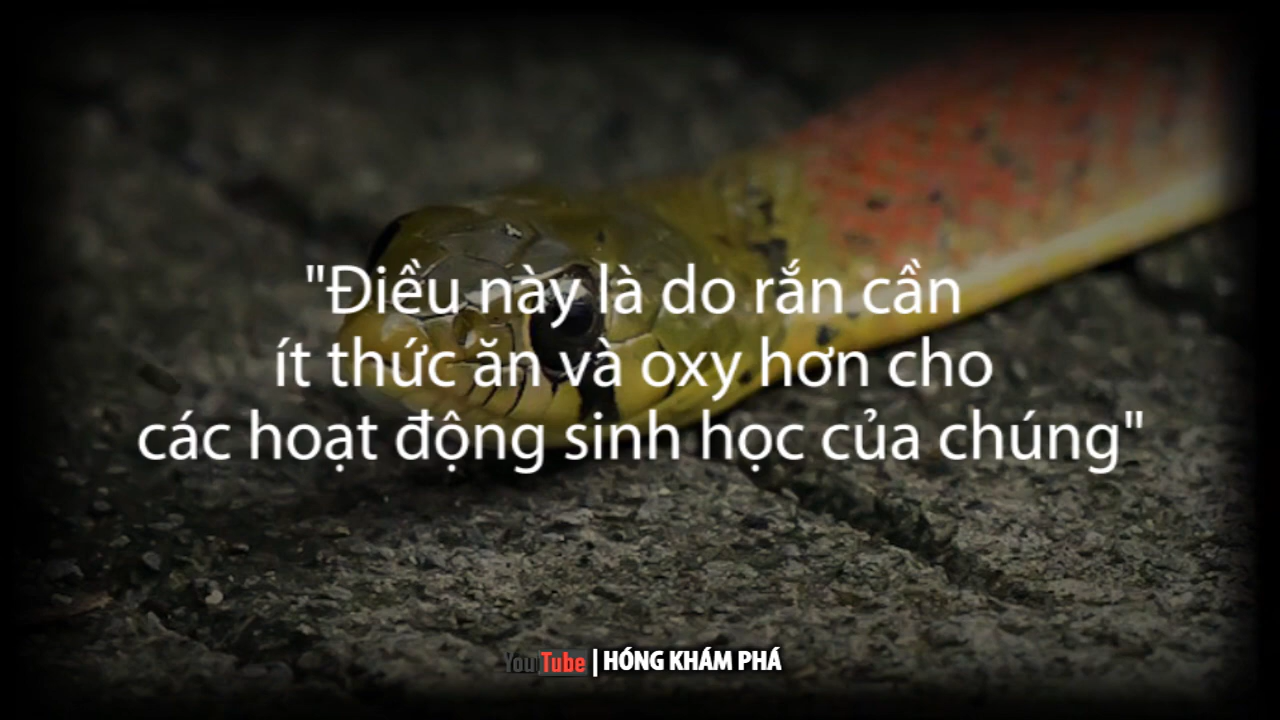 "Điều này là do rắn cần
ít thức ăn và oxy hơn cho
các hoạt động sinh học của chúng"
YouTube | HÓNG KHÁM PHÁ